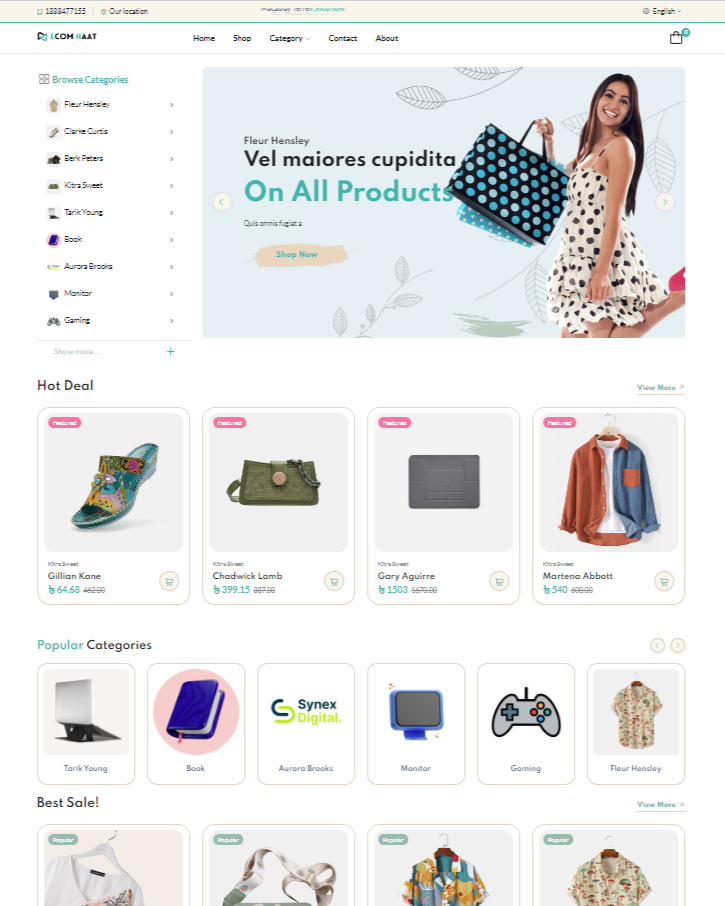 1888477155
Our location
Macaulay Terrell Shop Now
English
ECOM HAAT
Home
Shop
Category
Contact
About
0
Browse Categories
Fleur Hensley
Clarke Curtis
Berk Peters
Kitra Sweet
Tarik Young
Book
Aurora Brooks
Monitor
Gaming
Show more...
Fleur Hensley
Vel maiores cupidita
On All Products
Quis omnis fugiat a
Shop Now
Hot Deal
View More
Featured
Kitra Sweet
Gillian Kane
৳ 64.68 462.00
Featured
Kitra Sweet
Chadwick Lamb
৳ 399.15 887.00
Featured
Kitra Sweet
Gary Aguirre
৳ 1503 1670.00
Featured
Kitra Sweet
Martena Abbott
৳ 540 600.00
Popular Categories
Tarik Young
Book
Synex
Digital.
Aurora Brooks
Monitor
Gaming
Fleur Hensley
Best Sale!
View More
Popular
Popular
Popular
Popular